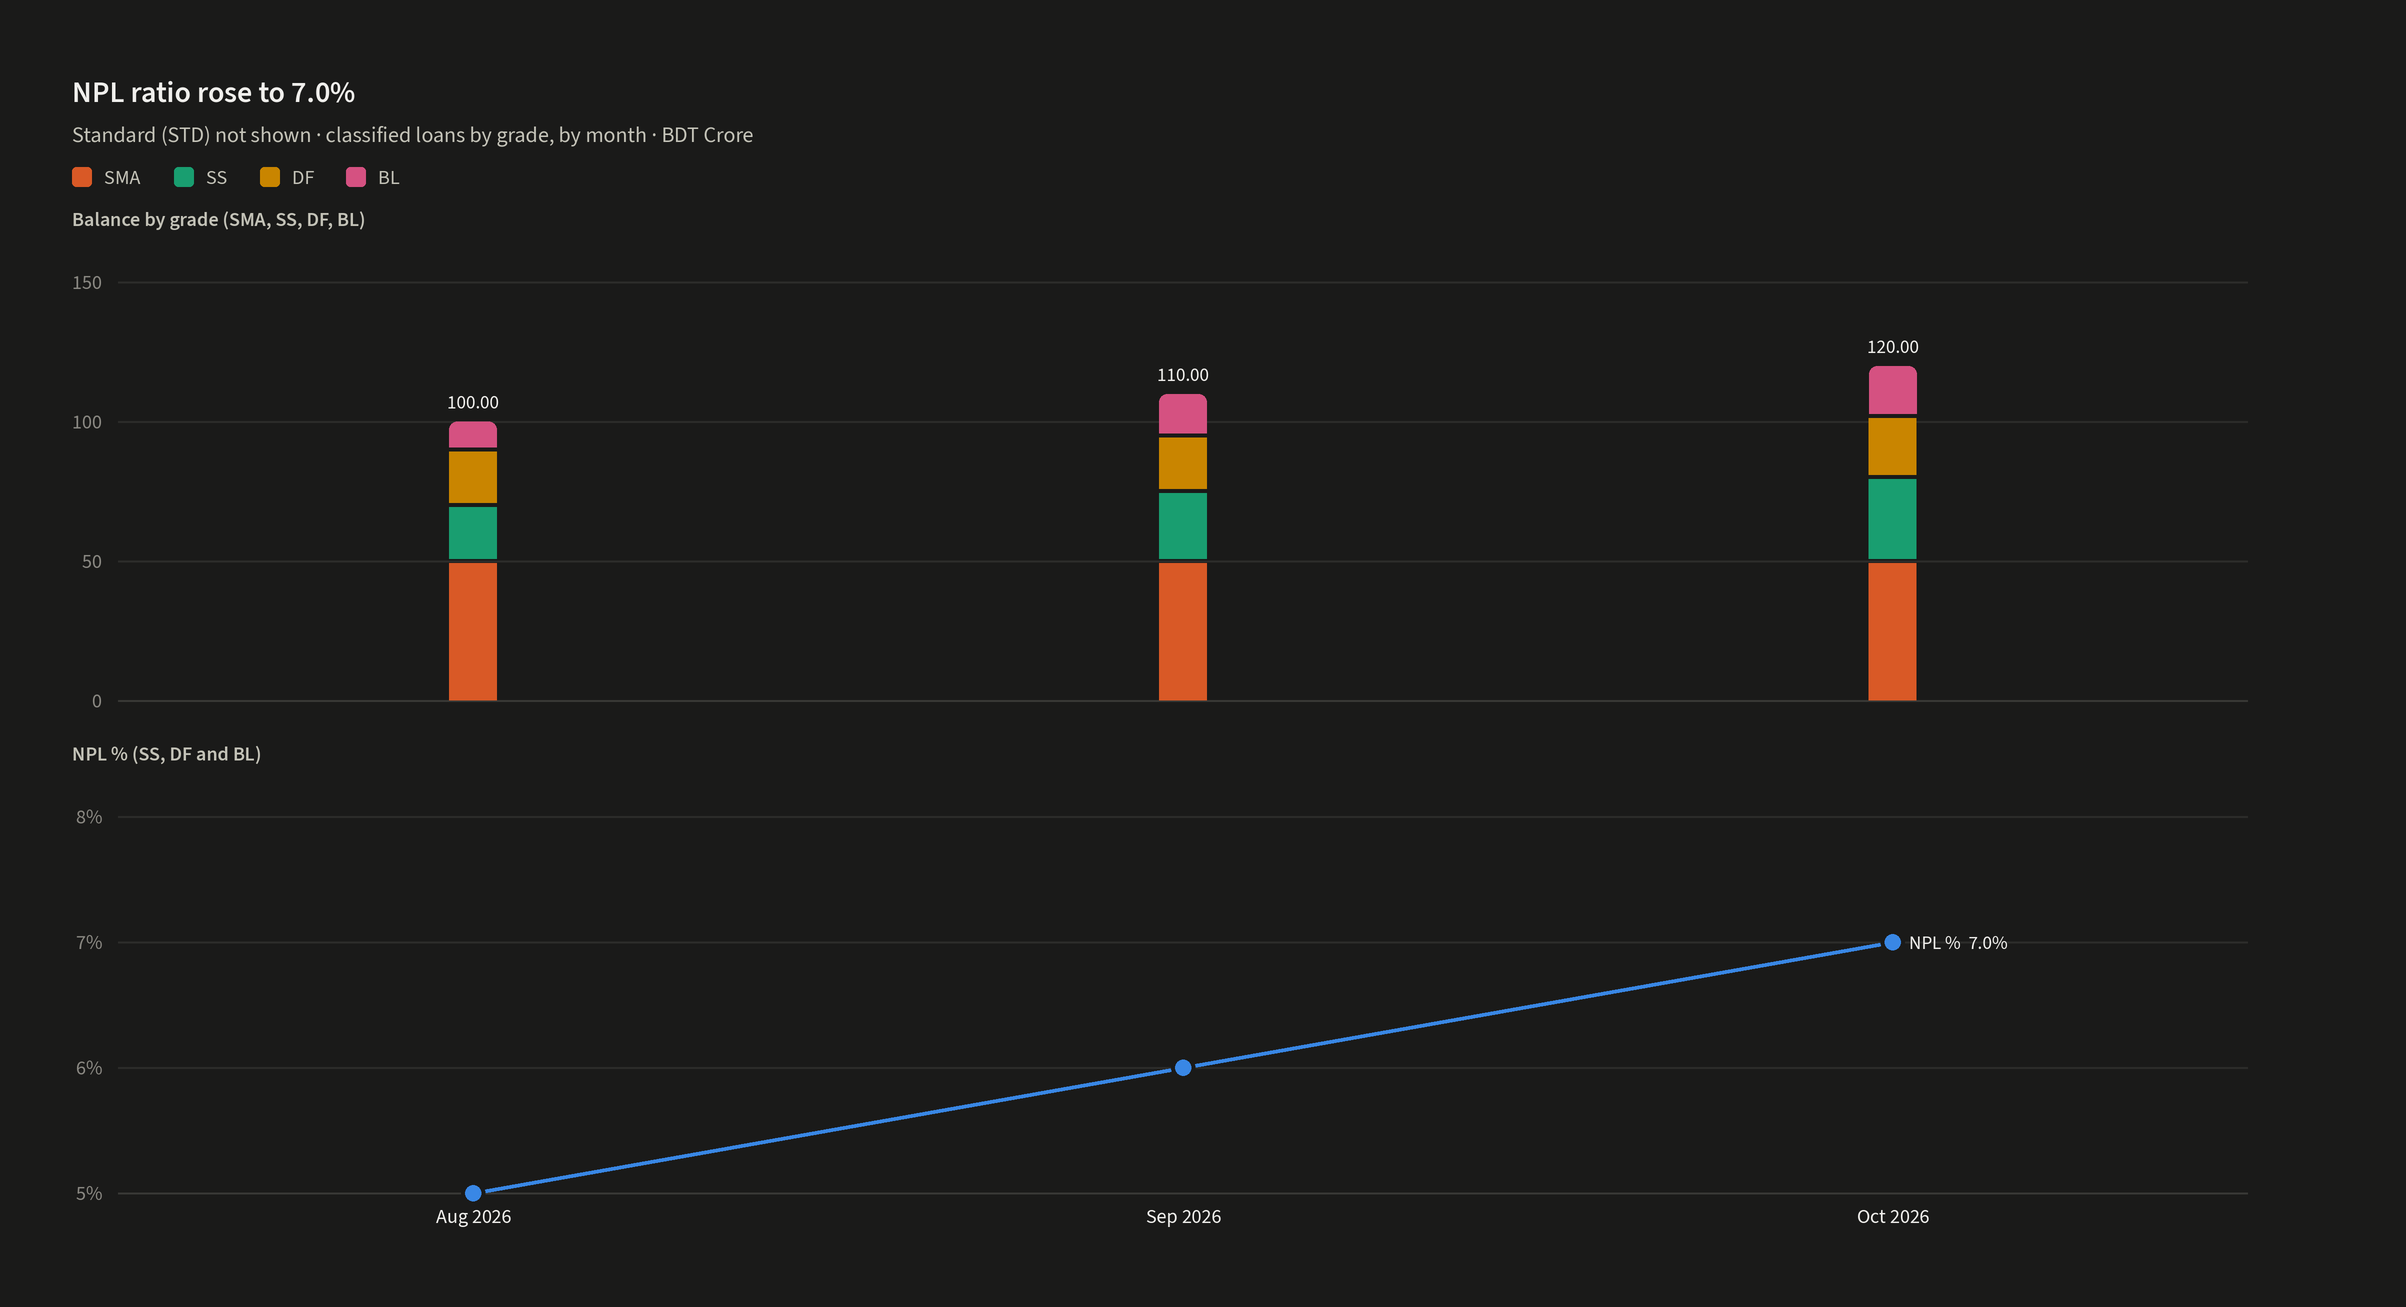 NPL ratio rose to 7.0%
Standard (STD) not shown · classified loans by grade, by month · BDT Crore
SMA SS DF BL
Balance by grade (SMA, SS, DF, BL)
150
120.00
110.00
100.00
100
50
0
NPL % (SS, DF and BL)
8%
7%
NPL % 7.0%
6%
5%
Aug 2026 Sep 2026 Oct 2026